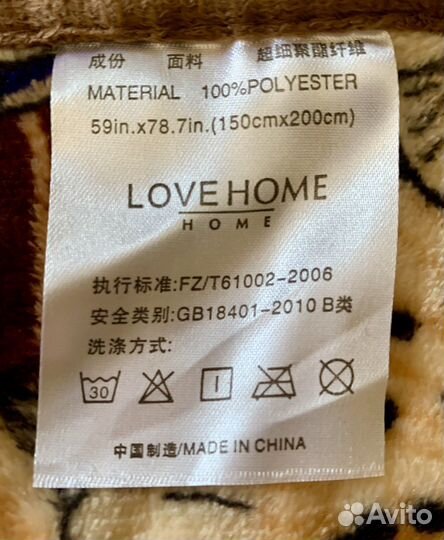 成份 面料 超细聚酯纤维
MATERIAL 100%POLYESTER
59in.x78.7in.(150cmx200cm)
LOVE HOME
HOME
执行标准:FZ/T61002-2006
安全类别:GB18401-2010 B类
洗涤方式:
30
中国制造/MADE IN CHINA
Avito